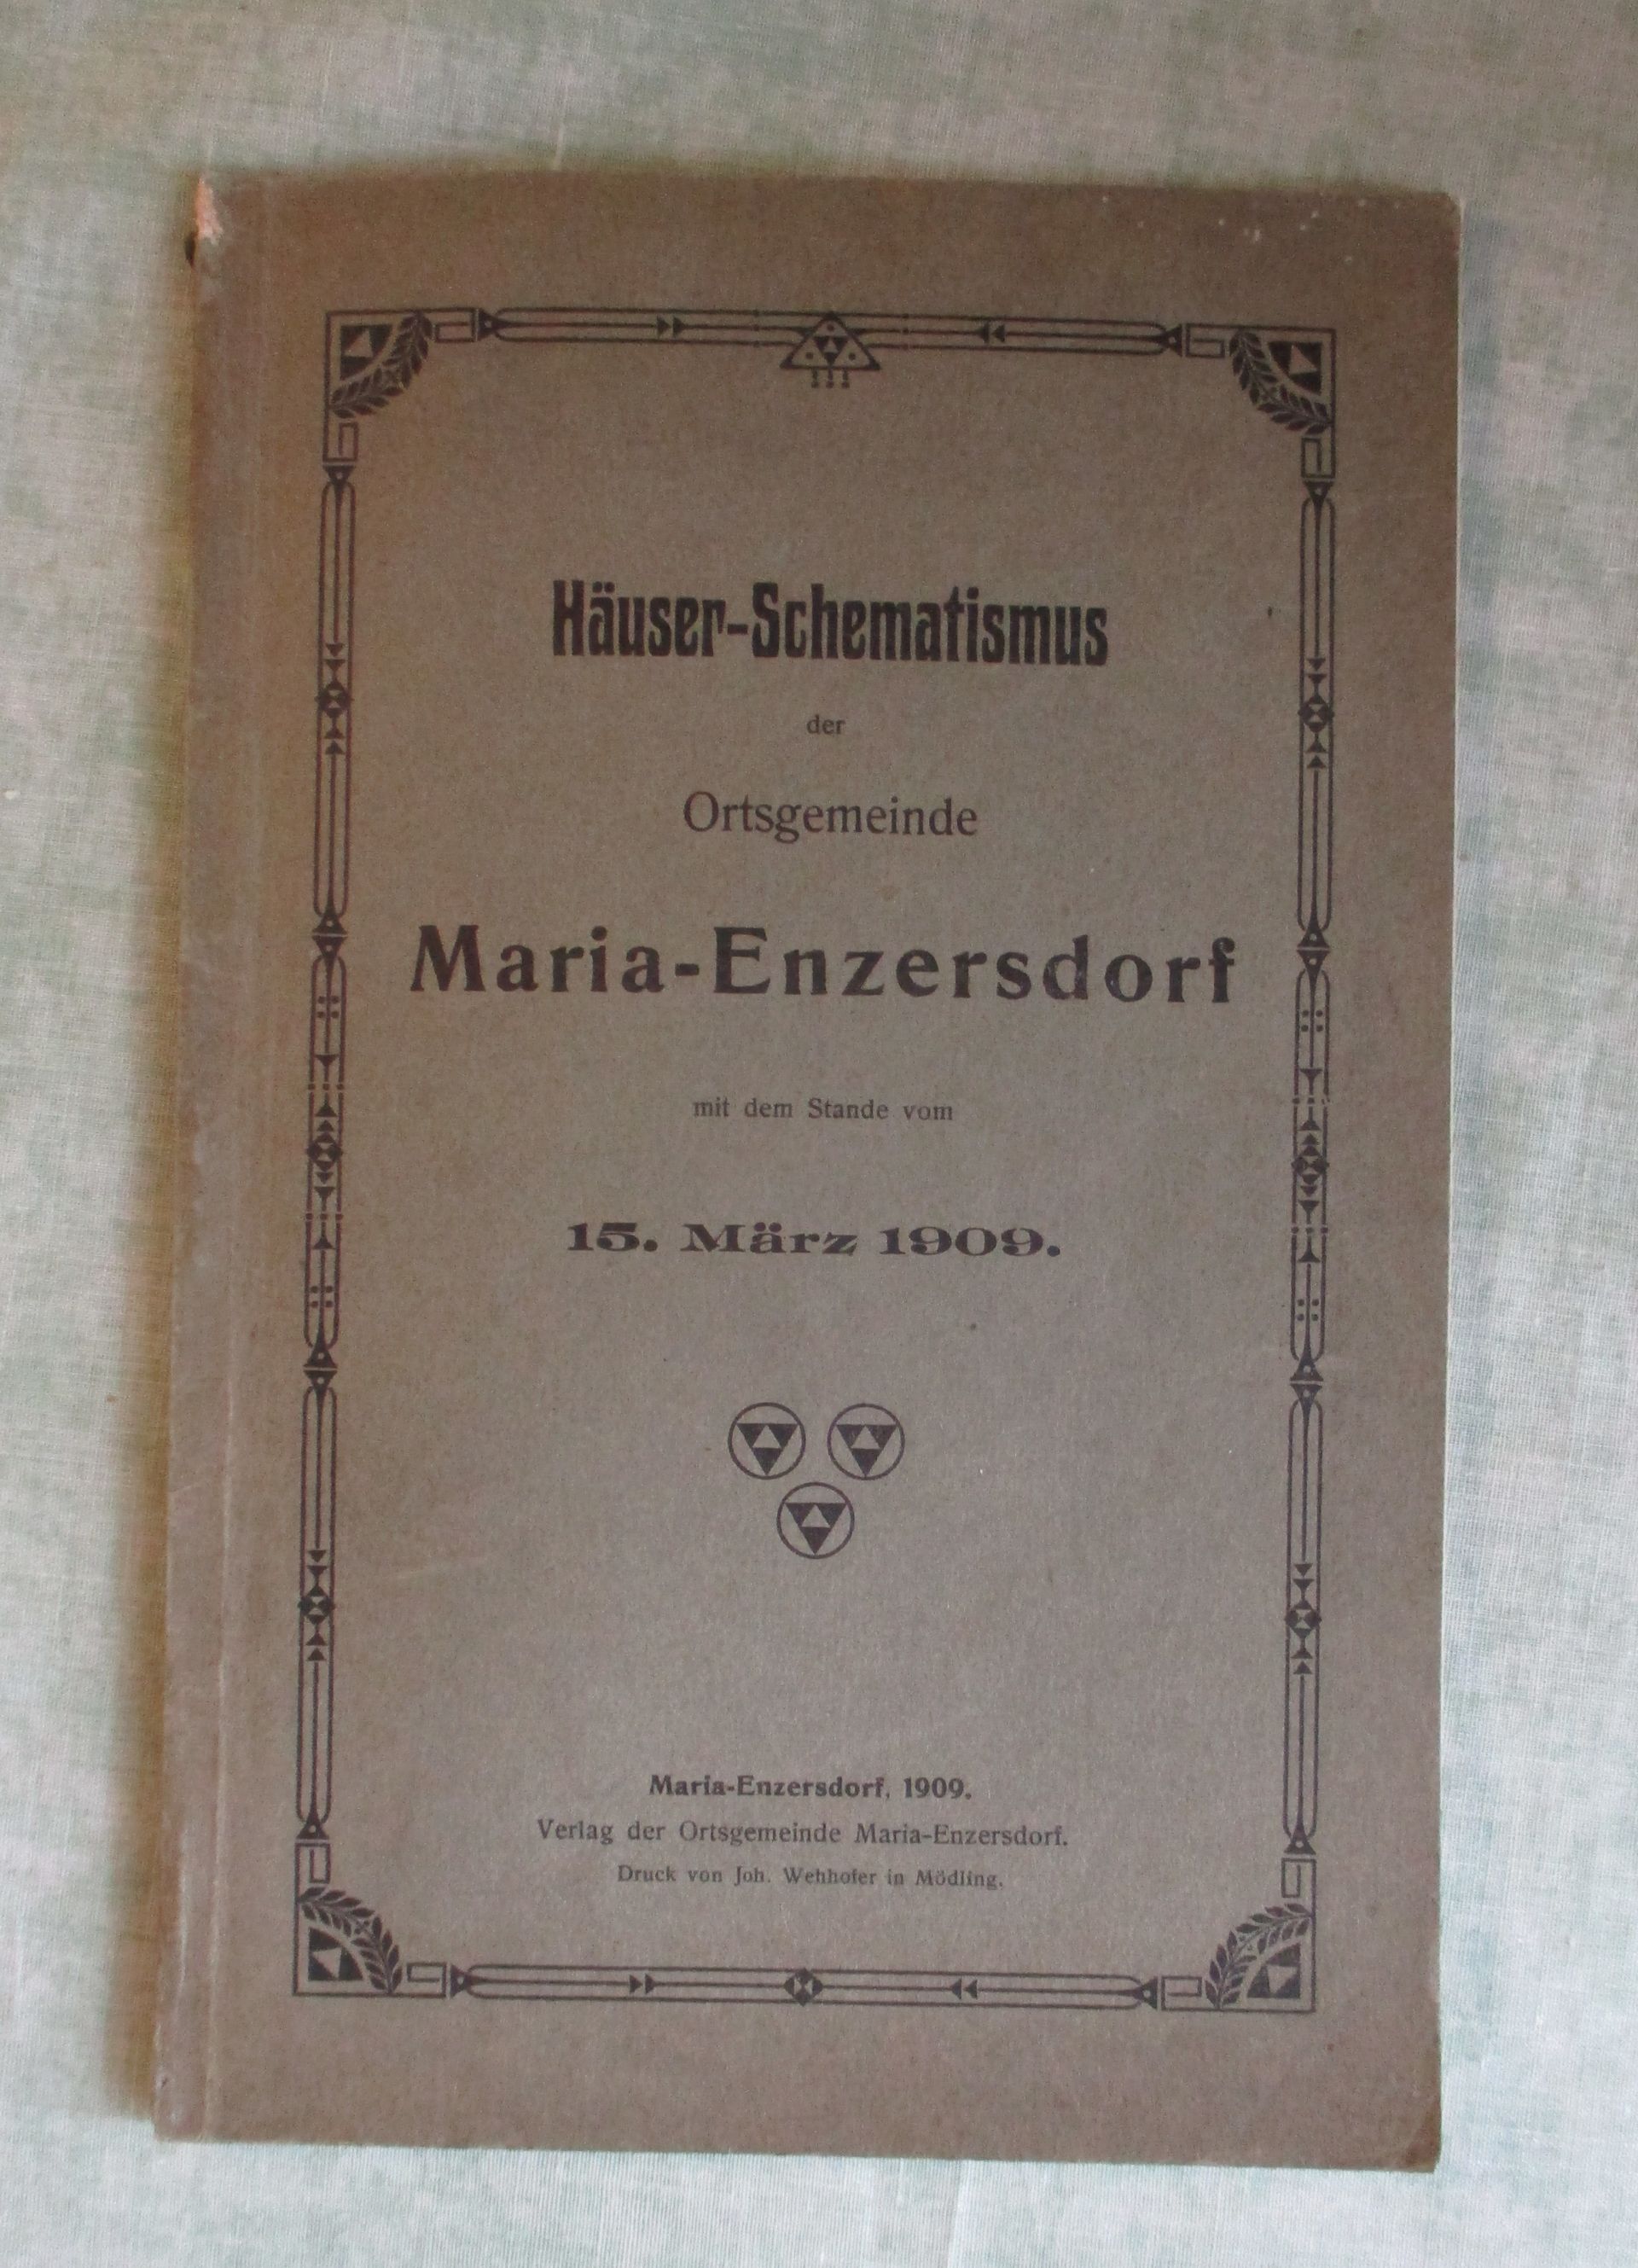 Häuser-Schematismus
der
Ortsgemeinde
Maria-Enzersdorf
mit dem Stande vom
15. März 1909.
Maria-Enzersdorf, 1909.
Verlag der Ortsgemeinde Maria-Enzersdorf.
Druck von Joh. Wehhofer in Mödling.